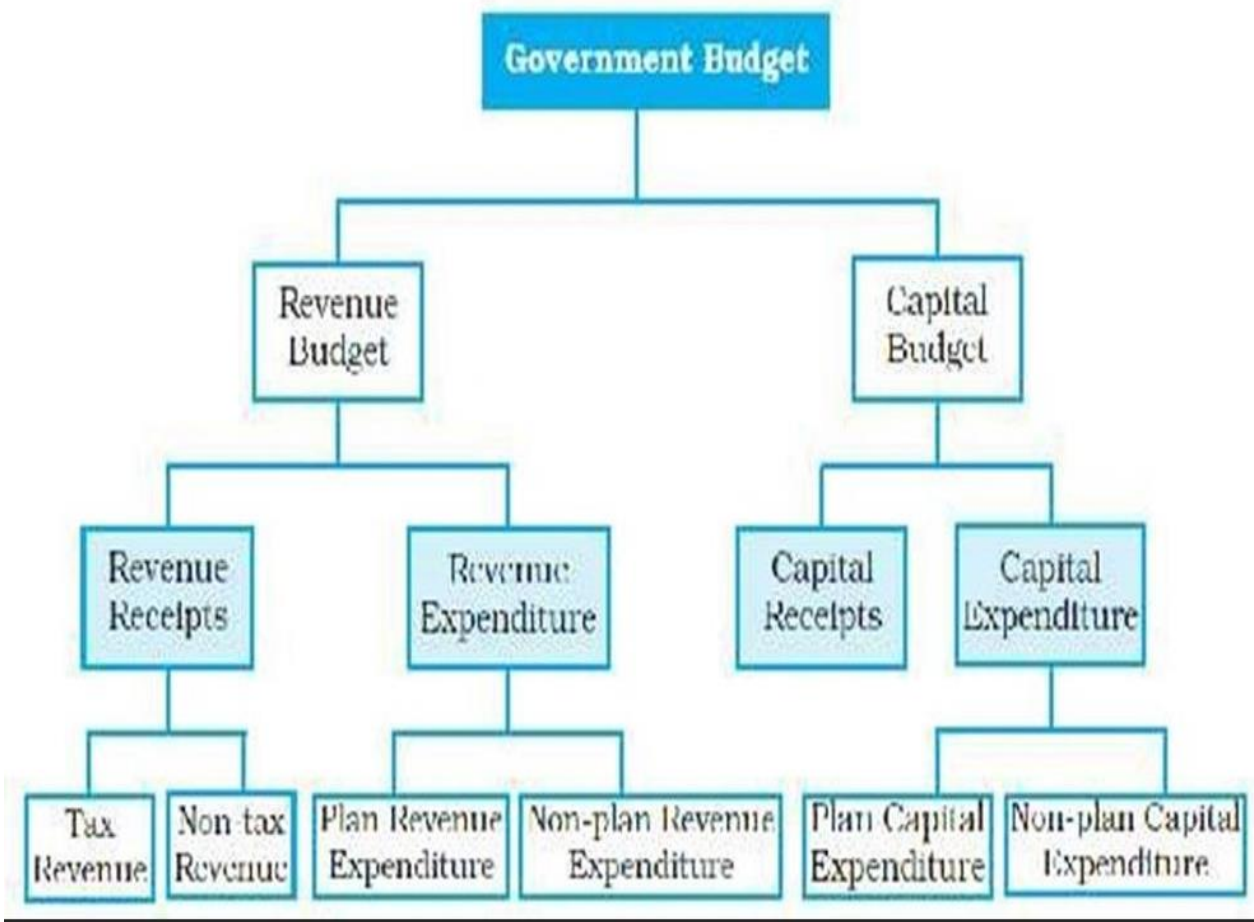 Government Budget
Revenue
Budget
Capital
Budget
Revenue
Receipts
Revenue
Expenditure
Capital
Receipts
Capital
Expenditure
Tax
Revenue
Non-tax
Revenue
Plan Revenue
Expenditure
Non-plan Revenue
Expenditure
Plan Capital
Expenditure
Non-plan Capital
Expenditure